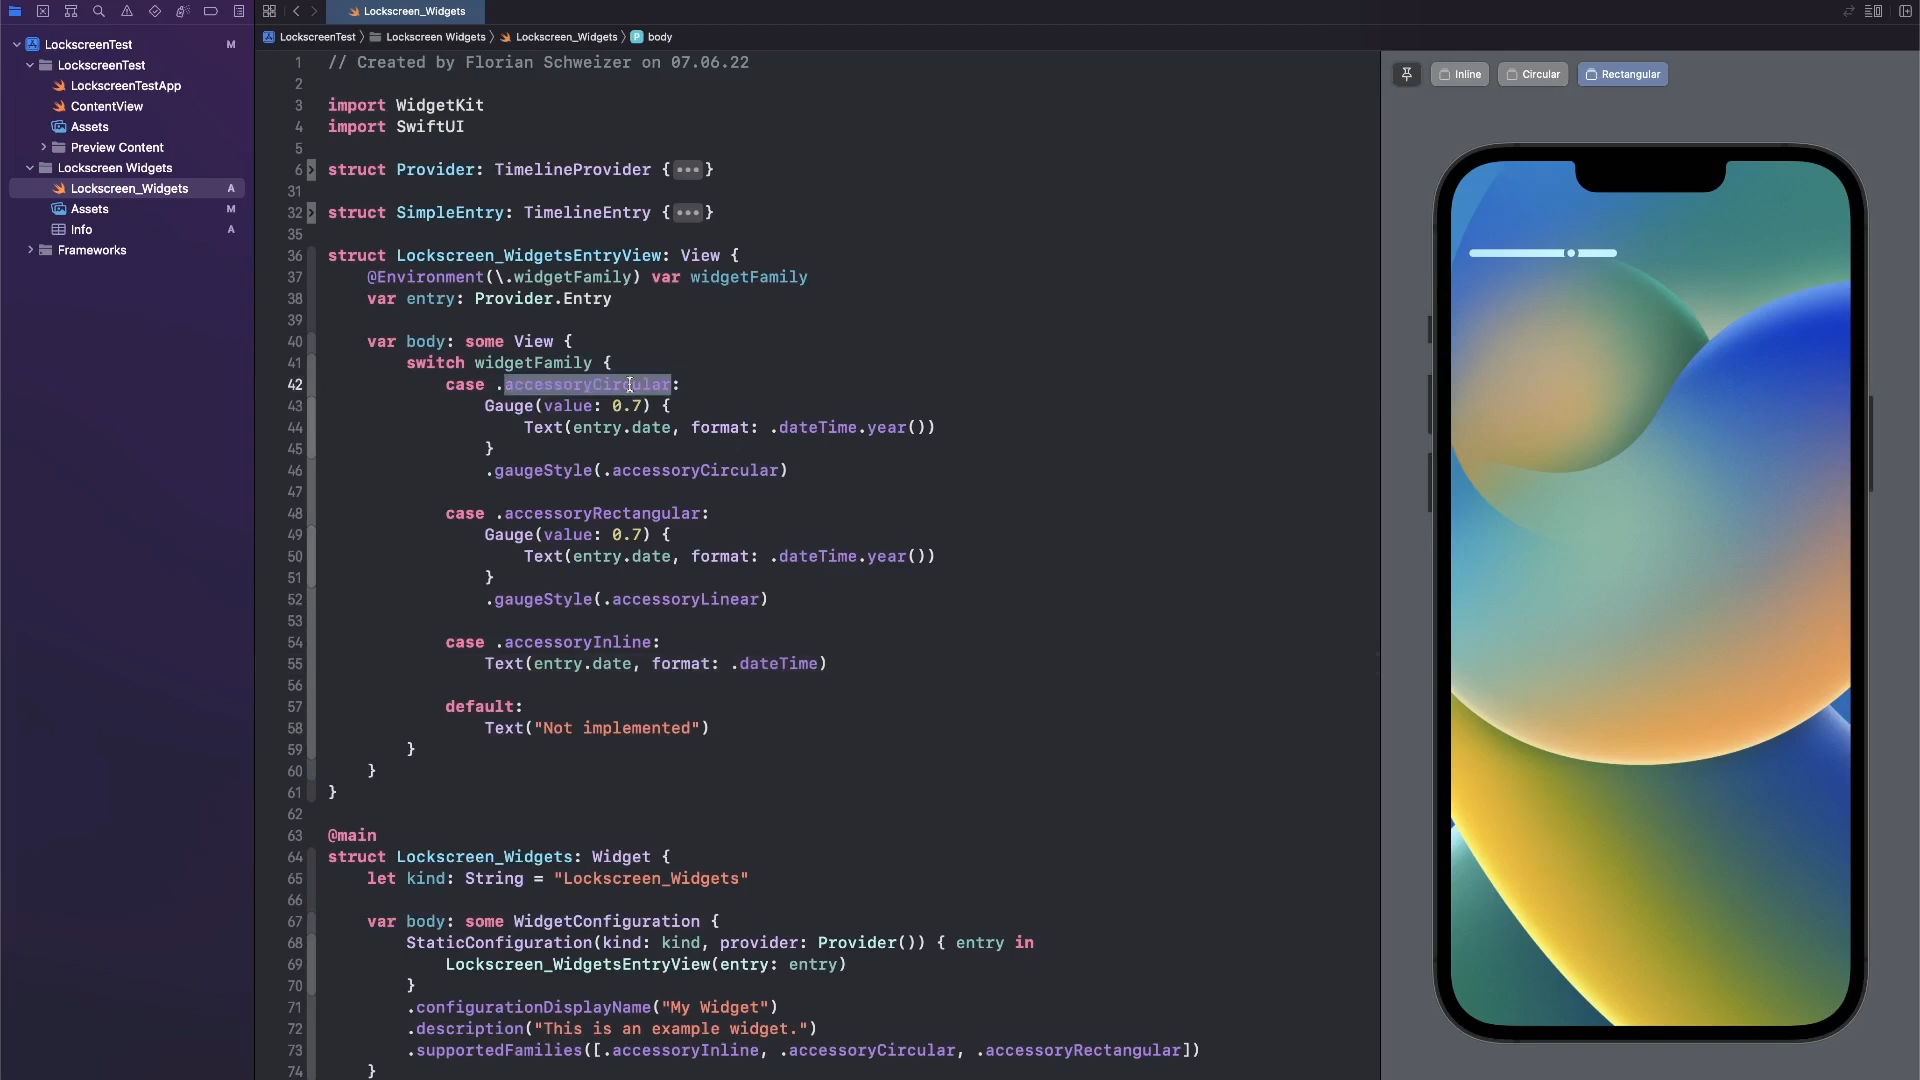 Lockscreen_Widgets
LockscreenTest
Lockscreen Widgets
Lockscreen_Widgets
P
body
LockscreenTest
M
LockscreenTest
LockscreenTestApp
ContentView
Assets
Preview Content
Lockscreen Widgets
Lockscreen_Widgets
A
Assets
M
Info
A
Frameworks
1 // Created by Florian Schweizer on 07.06.22
2
3 import WidgetKit
4 import SwiftUI
5
6 struct Provider: TimelineProvider {•••}
31
32 struct SimpleEntry: TimelineEntry {•••}
35
36 struct Lockscreen_WidgetsEntryView: View {
37 @Environment(\.widgetFamily) var widgetFamily
38 var entry: Provider.Entry
39
40 var body: some View {
41 switch widgetFamily {
42 case .accessoryCircular:
43 Gauge(value: 0.7) {
44 Text(entry.date, format: .dateTime.year())
45 }
46 .gaugeStyle(.accessoryCircular)
47
48 case .accessoryRectangular:
49 Gauge(value: 0.7) {
50 Text(entry.date, format: .dateTime.year())
51 }
52 .gaugeStyle(.accessoryLinear)
53
54 case .accessoryInline:
55 Text(entry.date, format: .dateTime)
56
57 default:
58 Text("Not implemented")
59 }
60 }
61 }
62
63 @main
64 struct Lockscreen_Widgets: Widget {
65 let kind: String = "Lockscreen_Widgets"
66
67 var body: some WidgetConfiguration {
68 StaticConfiguration(kind: kind, provider: Provider()) { entry in
69 Lockscreen_WidgetsEntryView(entry: entry)
70 }
71 .configurationDisplayName("My Widget")
72 .description("This is an example widget.")
73 .supportedFamilies([.accessoryInline, .accessoryCircular, .accessoryRectangular])
74 }
Inline
Circular
Rectangular